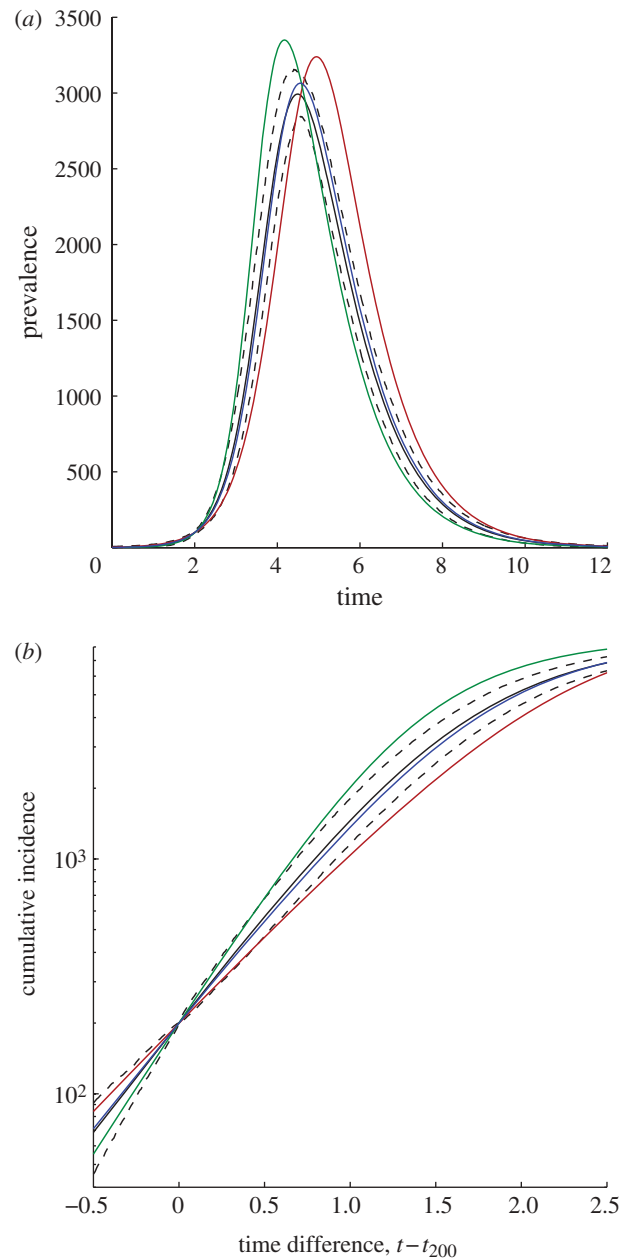 (a)
3500
3000
2500
2000
1500
1000
500
0 2 4 6 8 10 12
prevalence
time
(b)
10³
10²
cumulative incidence
−0.5 0 0.5 1.0 1.5 2.0 2.5
time difference, t−t₂₀₀